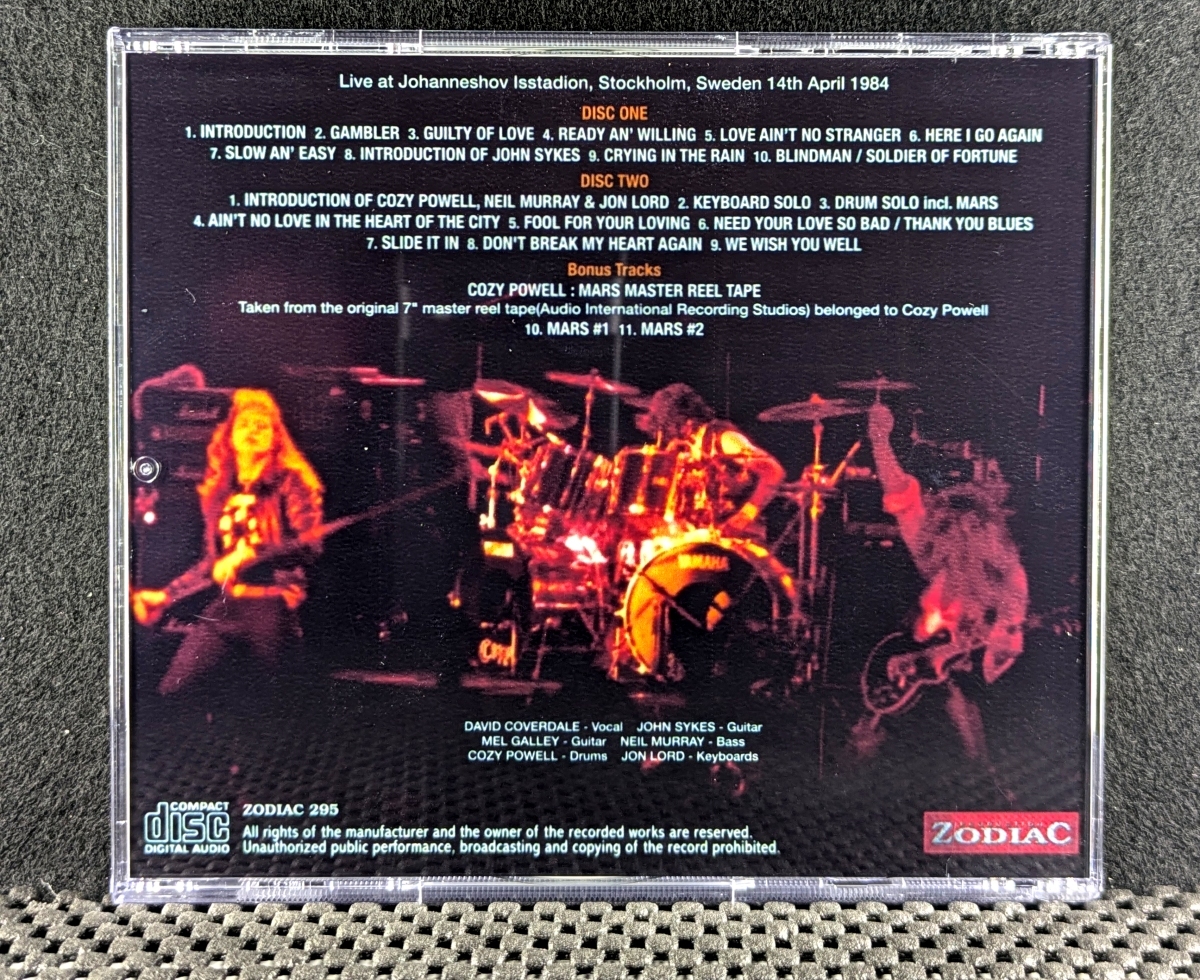 Live at Johanneshov Isstadion, Stockholm, Sweden 14th April 1984
DISC ONE
1. INTRODUCTION 2. GAMBLER 3. GUILTY OF LOVE 4. READY AN' WILLING 5. LOVE AIN'T NO STRANGER 6. HERE I GO AGAIN
7. SLOW AN' EASY 8. INTRODUCTION OF JOHN SYKES 9. CRYING IN THE RAIN 10. BLINDMAN / SOLDIER OF FORTUNE
DISC TWO
1. INTRODUCTION OF COZY POWELL, NEIL MURRAY & JON LORD 2. KEYBOARD SOLO 3. DRUM SOLO incl. MARS
4. AIN'T NO LOVE IN THE HEART OF THE CITY 5. FOOL FOR YOUR LOVING 6. NEED YOUR LOVE SO BAD / THANK YOU BLUES
7. SLIDE IT IN 8. DON'T BREAK MY HEART AGAIN 9. WE WISH YOU WELL
Bonus Tracks
COZY POWELL : MARS MASTER REEL TAPE
Taken from the original 7" master reel tape(Audio International Recording Studios) belonged to Cozy Powell
10. MARS #1 11. MARS #2
YAMAHA
DAVID COVERDALE - Vocal JOHN SYKES - Guitar
MEL GALLEY - Guitar NEIL MURRAY - Bass
COZY POWELL - Drums JON LORD - Keyboards
COMPACT
disc
DIGITAL AUDIO
ZODIAC 295
All rights of the manufacturer and the owner of the recorded works are reserved.
Unauthorized public performance, broadcasting and copying of the record prohibited.
ZODIAC